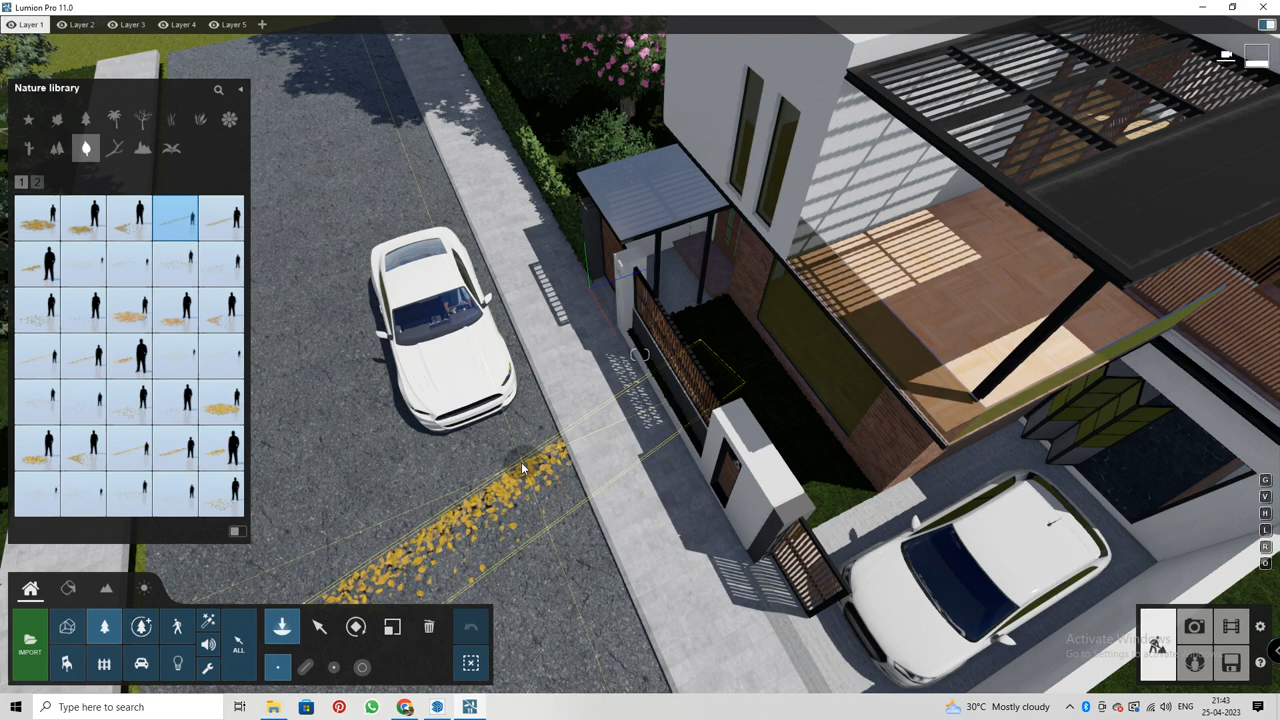 Lumion Pro 11.0
Layer 1
Layer 2
Layer 3
Layer 4
Layer 5
Nature library
1 2
IMPORT
ALL
G
V
H
L
R
O
Activate Windows
Go to Settings to activate
Type here to search
30°C Mostly cloudy
ENG
21:43
25-04-2023